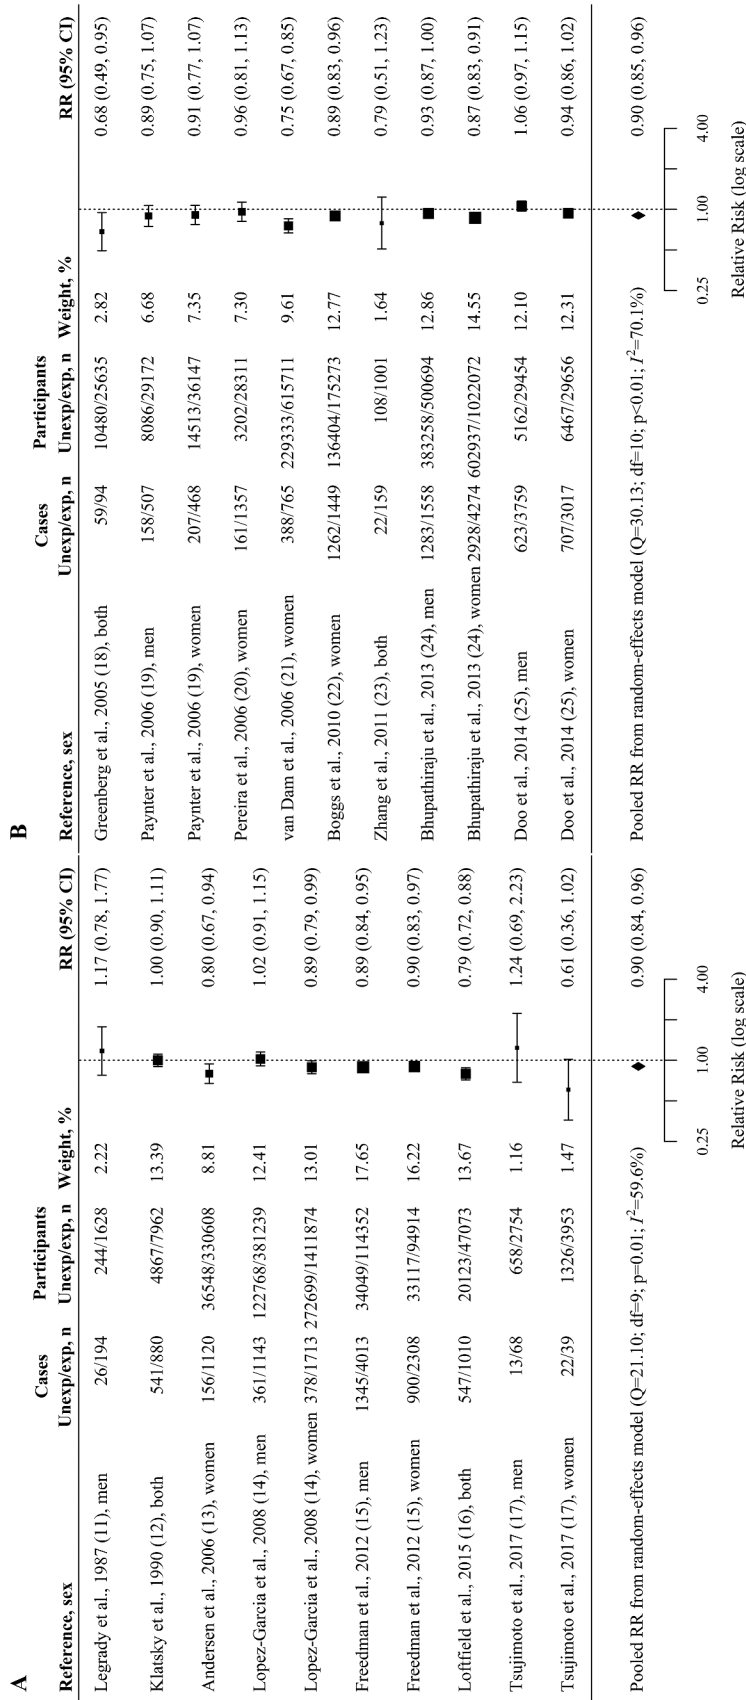 A
Reference, sex Cases Unexp/exp, n Participants Unexp/exp, n Weight, % RR (95% CI)
Legrady et al., 1987 (11), men 26/194 244/1628 2.22 1.17 (0.78, 1.77)
Klatsky et al., 1990 (12), both 541/880 4867/7962 13.39 1.00 (0.90, 1.11)
Andersen et al., 2006 (13), women 156/1120 36548/330608 8.81 0.80 (0.67, 0.94)
Lopez-Garcia et al., 2008 (14), men 361/1143 122768/381239 12.41 1.02 (0.91, 1.15)
Lopez-Garcia et al., 2008 (14), women 378/1713 272699/1411874 13.01 0.89 (0.79, 0.99)
Freedman et al., 2012 (15), men 1345/4013 34049/114352 17.65 0.89 (0.84, 0.95)
Freedman et al., 2012 (15), women 900/2308 33117/94914 16.22 0.90 (0.83, 0.97)
Loftfield et al., 2015 (16), both 547/1010 20123/47073 13.67 0.79 (0.72, 0.88)
Tsujimoto et al., 2017 (17), men 13/68 658/2754 1.16 1.24 (0.69, 2.23)
Tsujimoto et al., 2017 (17), women 22/39 1326/3953 1.47 0.61 (0.36, 1.02)
Pooled RR from random-effects model (Q=21.10; df=9; p=0.01; I²=59.6%) 0.90 (0.84, 0.96)
0.25 1.00 4.00
Relative Risk (log scale)
B
Reference, sex Cases Unexp/exp, n Participants Unexp/exp, n Weight, % RR (95% CI)
Greenberg et al., 2005 (18), both 59/94 10480/25635 2.82 0.68 (0.49, 0.95)
Paynter et al., 2006 (19), men 158/507 8086/29172 6.68 0.89 (0.75, 1.07)
Paynter et al., 2006 (19), women 207/468 14513/36147 7.35 0.91 (0.77, 1.07)
Pereira et al., 2006 (20), women 161/1357 3202/28311 7.30 0.96 (0.81, 1.13)
van Dam et al., 2006 (21), women 388/765 229333/615711 9.61 0.75 (0.67, 0.85)
Boggs et al., 2010 (22), women 1262/1449 136404/175273 12.77 0.89 (0.83, 0.96)
Zhang et al., 2011 (23), both 22/159 108/1001 1.64 0.79 (0.51, 1.23)
Bhupathiraju et al., 2013 (24), men 1283/1558 383258/500694 12.86 0.93 (0.87, 1.00)
Bhupathiraju et al., 2013 (24), women 2928/4274 602937/1022072 14.55 0.87 (0.83, 0.91)
Doo et al., 2014 (25), men 623/3759 5162/29454 12.10 1.06 (0.97, 1.15)
Doo et al., 2014 (25), women 707/3017 6467/29656 12.31 0.94 (0.86, 1.02)
Pooled RR from random-effects model (Q=30.13; df=10; p<0.01; I²=70.1%) 0.90 (0.85, 0.96)
0.25 1.00 4.00
Relative Risk (log scale)